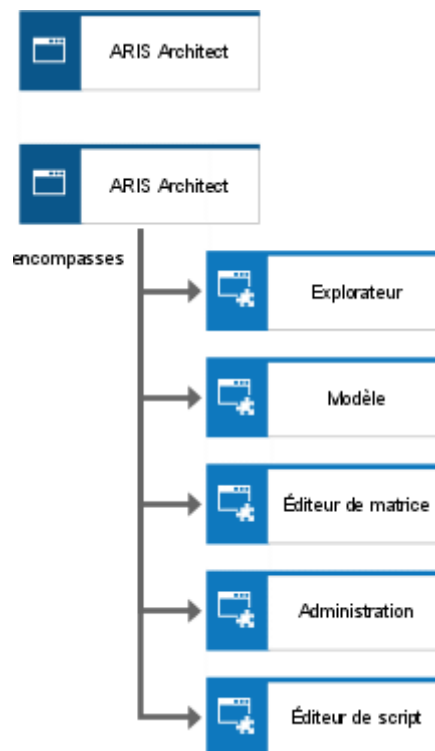 ARIS Architect
ARIS Architect
encompasses
Explorateur
Modèle
Éditeur de matrice
Administration
Éditeur de script